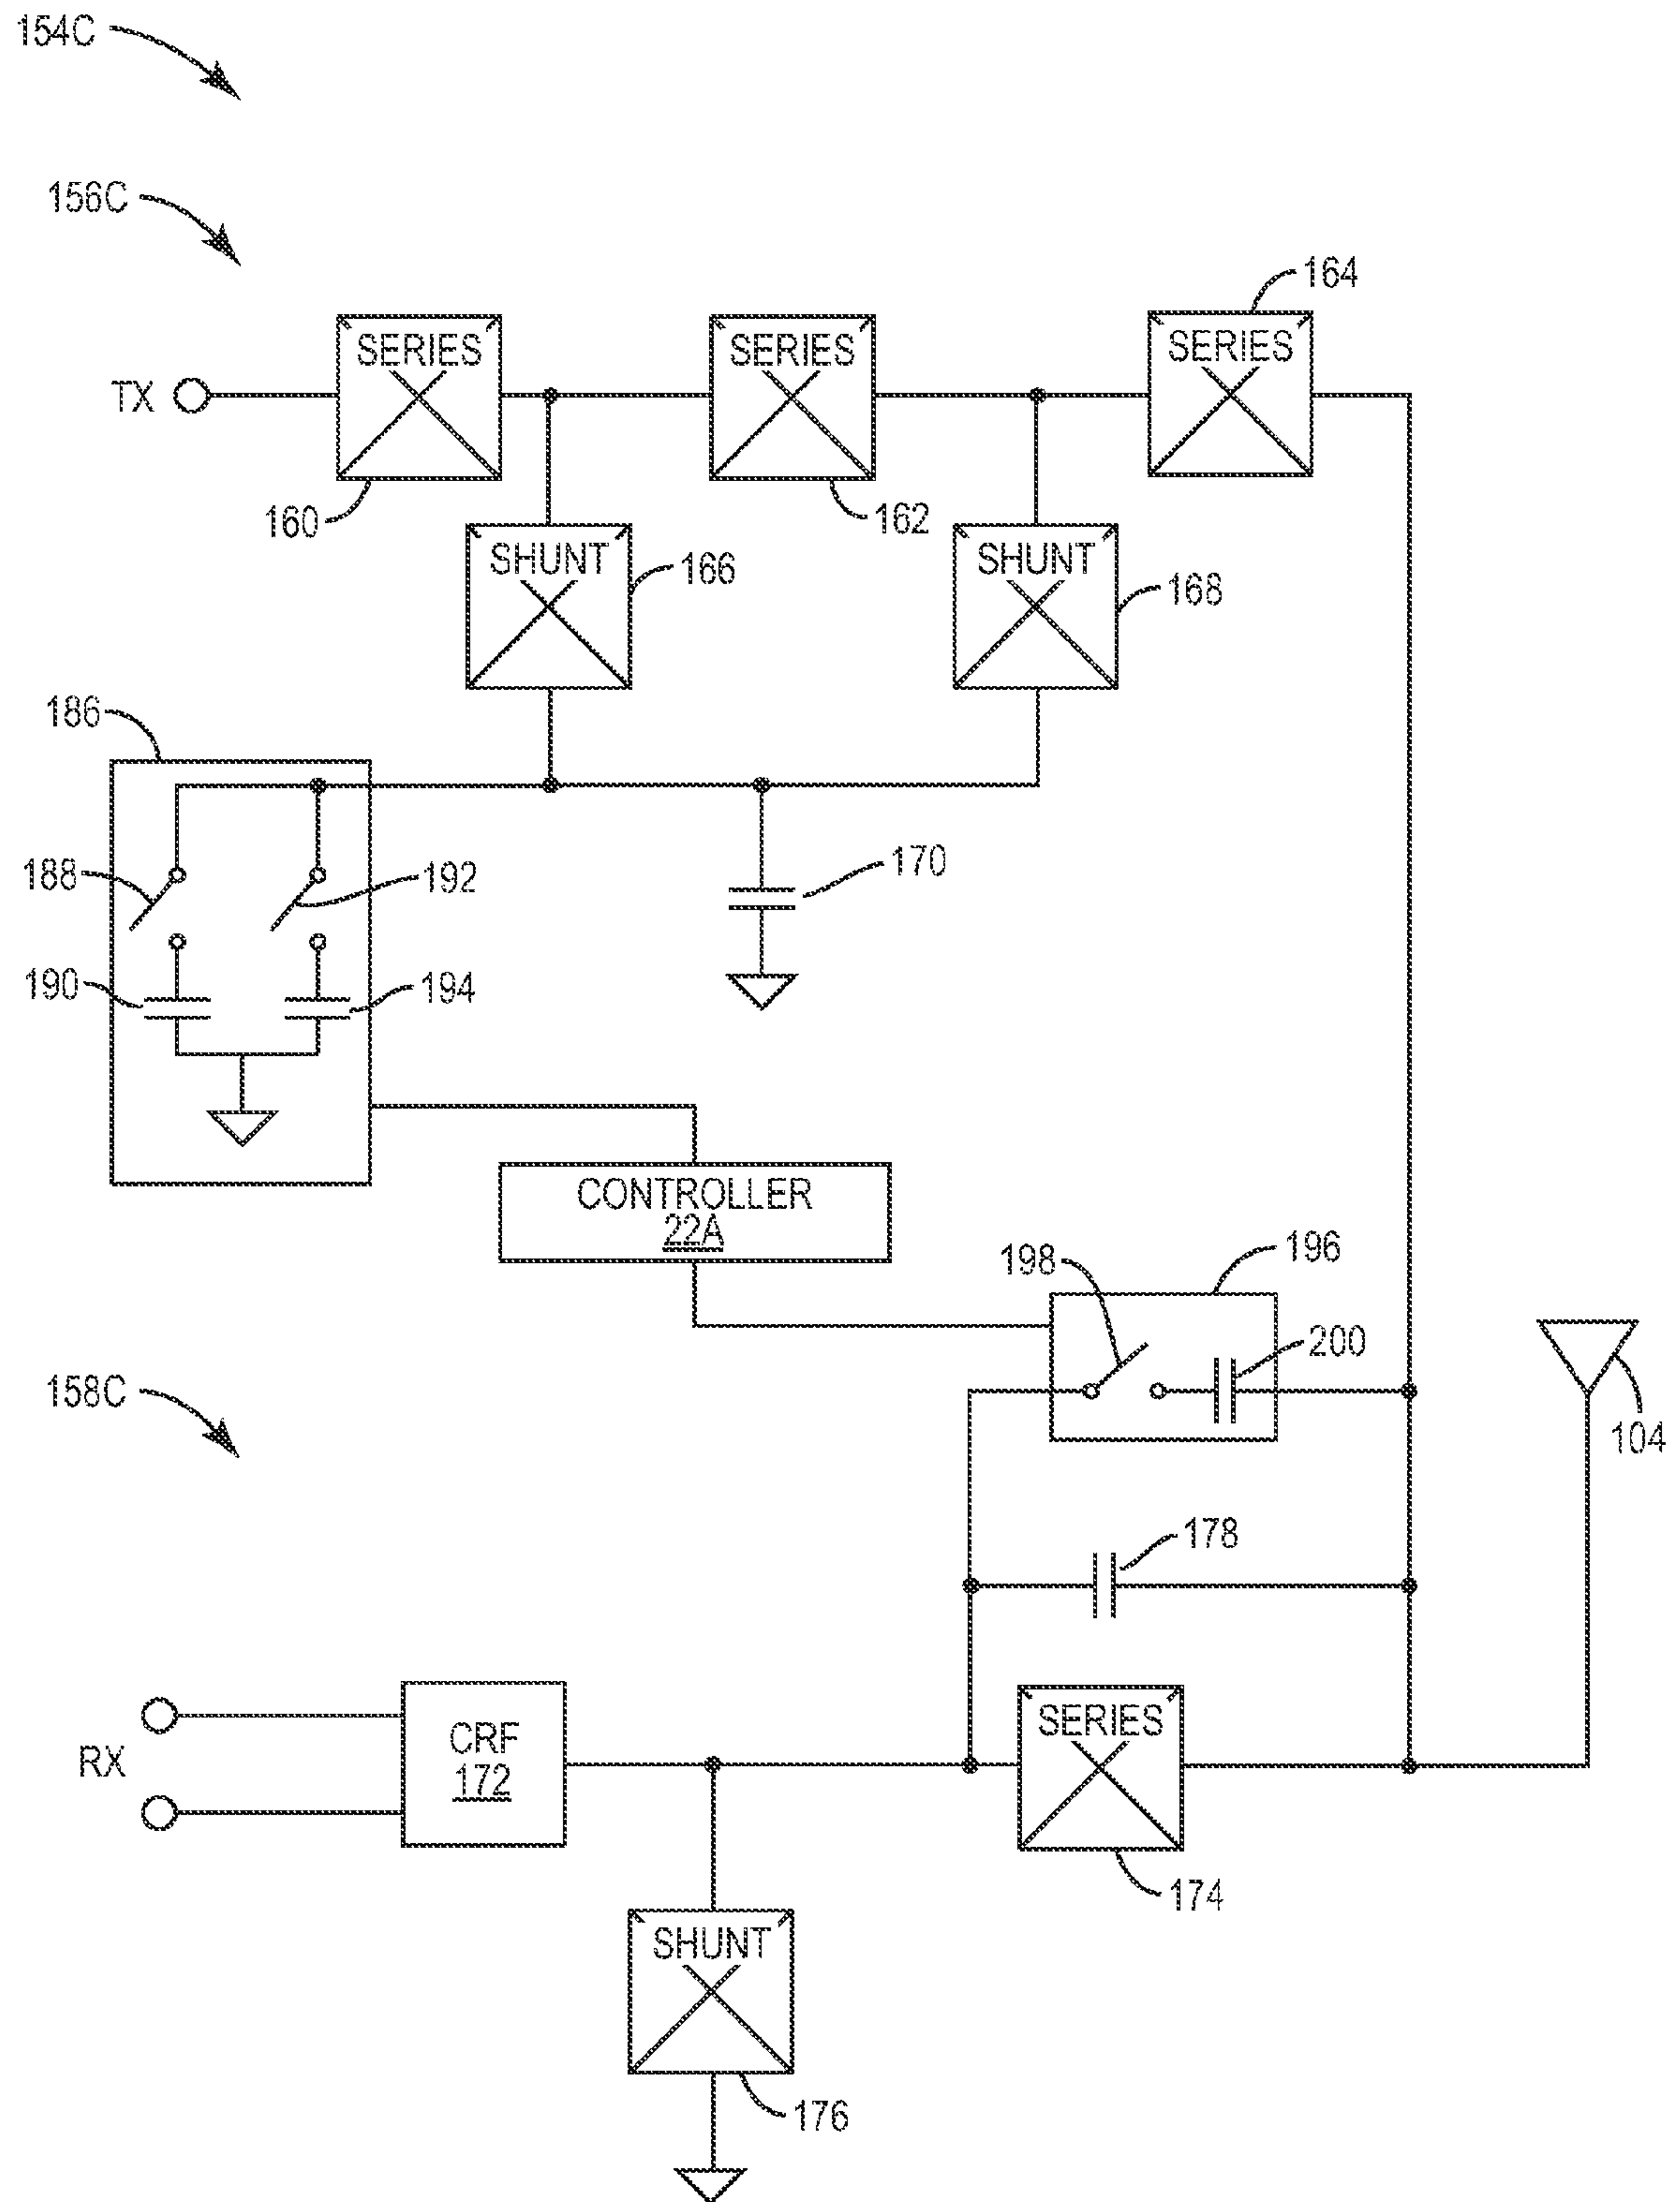 154C
156C
164
SERIES
SERIES
SERIES
TX
160
162
SHUNT
166
SHUNT
168
186
188
192
170
190
194
CONTROLLER
22A
198
196
200
158C
104
178
SERIES
CRF
172
RX
174
SHUNT
176